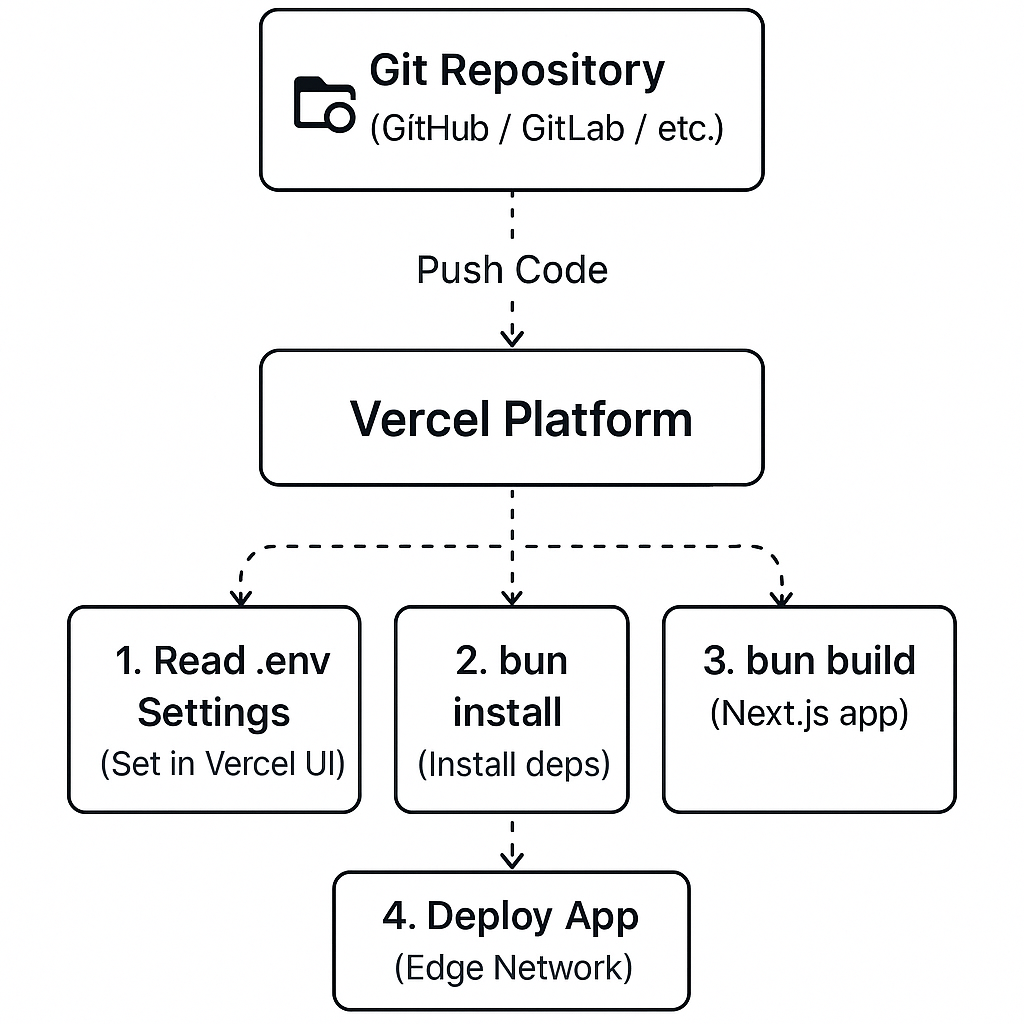 Git Repository
(GítHub / GitLab / etc.)
Push Code
Vercel Platform
1. Read .env
Settings
(Set in Vercel UI)
2. bun
install
(Install deps)
3. bun build
(Next.js app)
4. Deploy App
(Edge Network)